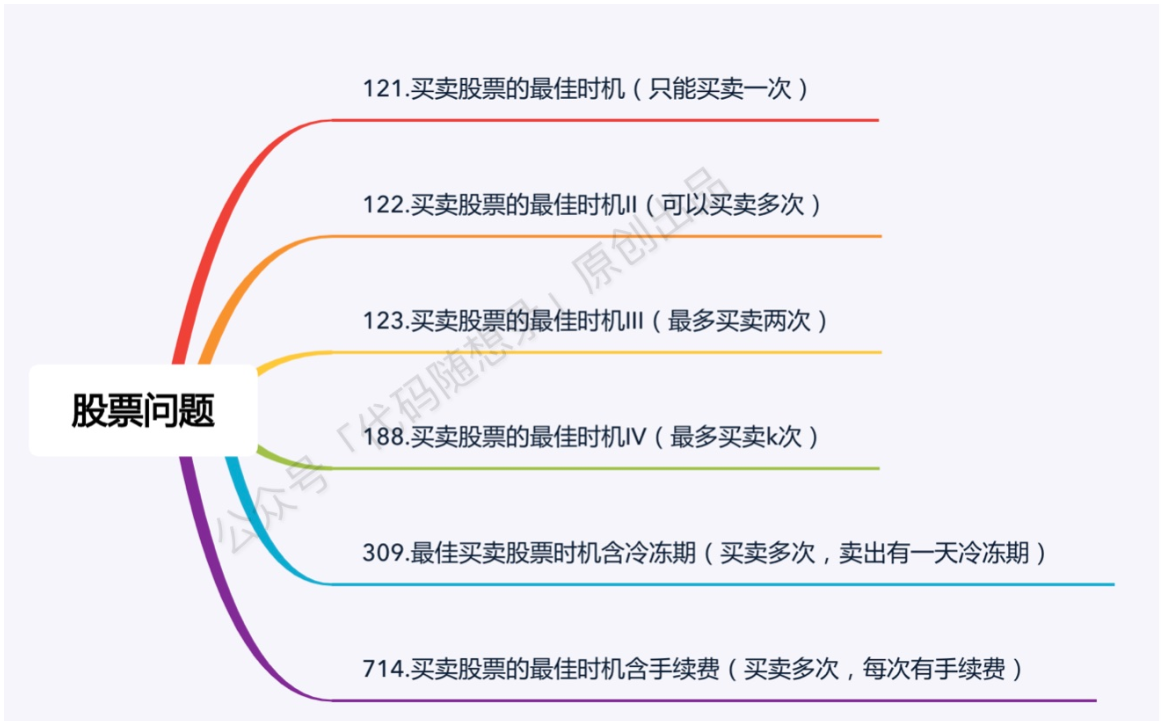 121.买卖股票的最佳时机（只能买卖一次）
122.买卖股票的最佳时机II（可以买卖多次）
123.买卖股票的最佳时机III（最多买卖两次）
股票问题
188.买卖股票的最佳时机IV（最多买卖k次）
309.最佳买卖股票时机含冷冻期（买卖多次，卖出有一天冷冻期）
714.买卖股票的最佳时机含手续费（买卖多次，每次有手续费）
公众号「代码随想录」原创出品